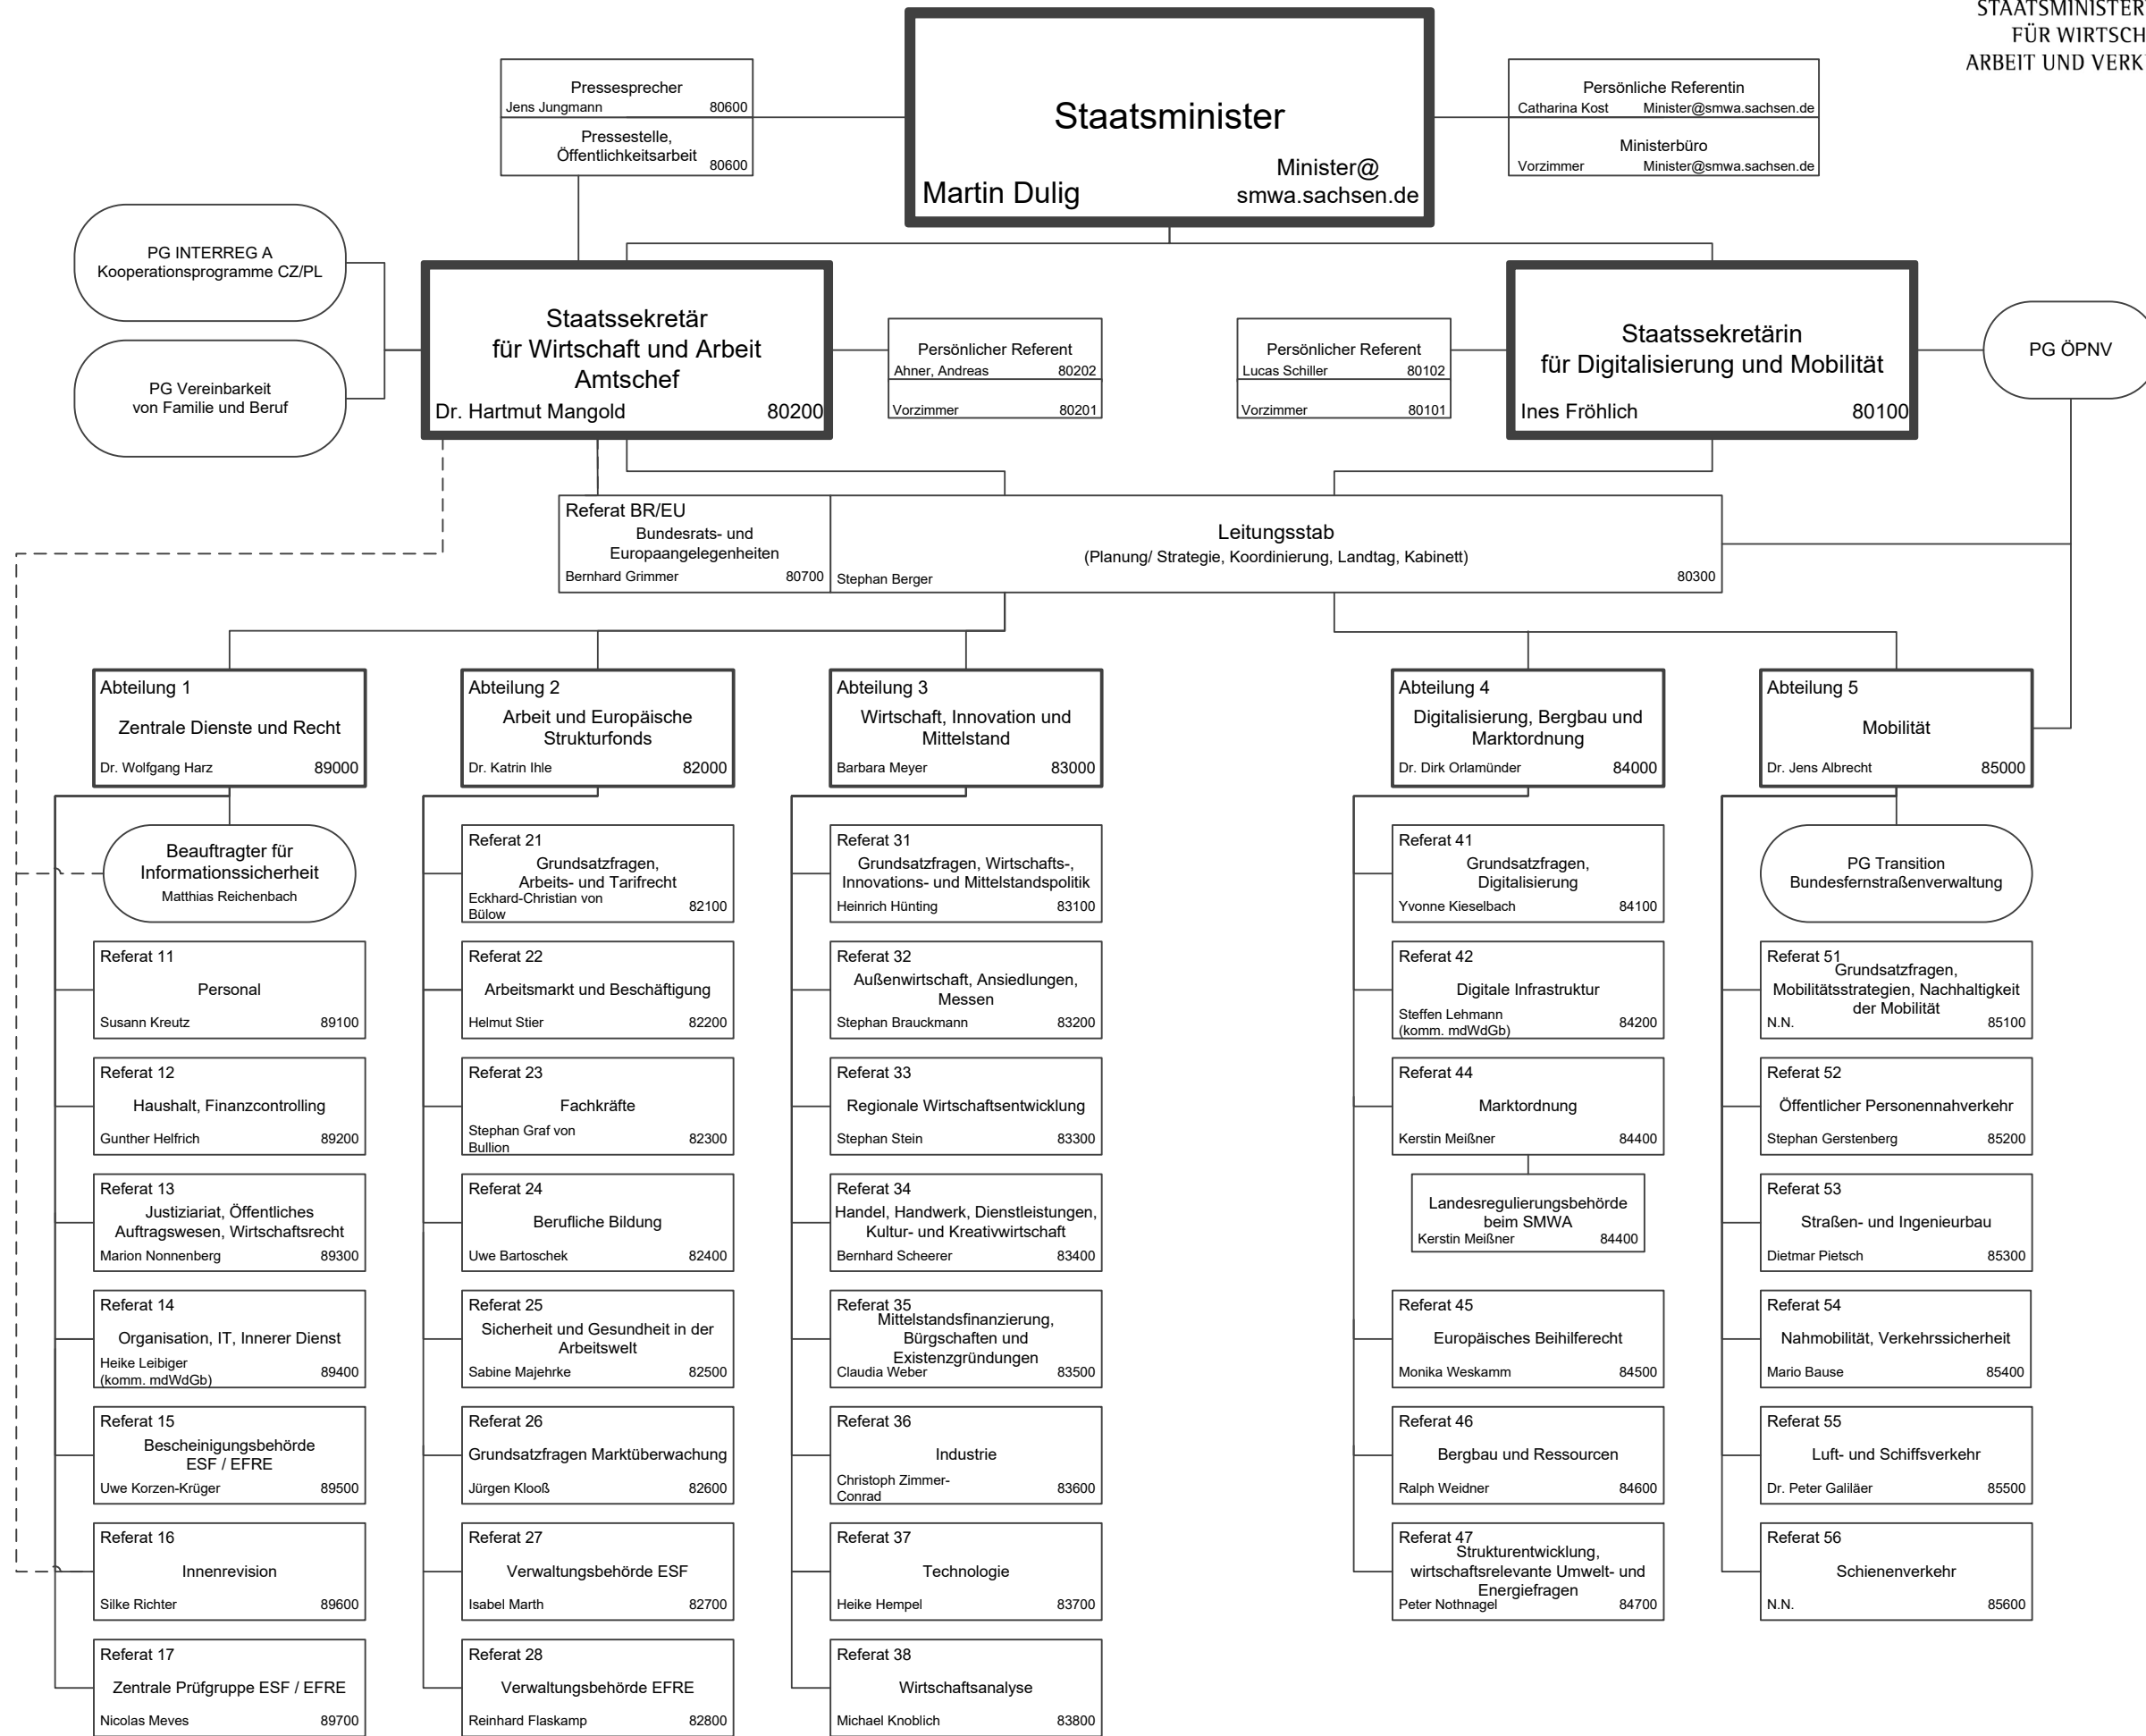 STAATSMINISTER
FÜR WIRTSCH
ARBEIT UND VERK
Staatsminister
Martin Dulig
Minister@
smwa.sachsen.de
Pressesprecher
Jens Jungmann 80600
Pressestelle,
Öffentlichkeitsarbeit
80600
Persönliche Referentin
Catharina Kost Minister@smwa.sachsen.de
Ministerbüro
Vorzimmer Minister@smwa.sachsen.de
PG INTERREG A
Kooperationsprogramme CZ/PL
PG Vereinbarkeit
von Familie und Beruf
Staatssekretär
für Wirtschaft und Arbeit
Amtschef
Dr. Hartmut Mangold 80200
Persönlicher Referent
Ahner, Andreas 80202
Vorzimmer 80201
Persönlicher Referent
Lucas Schiller 80102
Vorzimmer 80101
Staatssekretärin
für Digitalisierung und Mobilität
Ines Fröhlich 80100
PG ÖPNV
Referat BR/EU
Bundesrats- und
Europaangelegenheiten
Bernhard Grimmer 80700
Leitungsstab
(Planung/ Strategie, Koordinierung, Landtag, Kabinett)
Stephan Berger 80300
Abteilung 1
Zentrale Dienste und Recht
Dr. Wolfgang Harz 89000
Beauftragter für
Informationssicherheit
Matthias Reichenbach
Referat 11
Personal
Susann Kreutz 89100
Referat 12
Haushalt, Finanzcontrolling
Gunther Helfrich 89200
Referat 13
Justiziariat, Öffentliches
Auftragswesen, Wirtschaftsrecht
Marion Nonnenberg 89300
Referat 14
Organisation, IT, Innerer Dienst
Heike Leibiger
(komm. mdWdGb) 89400
Referat 15
Bescheinigungsbehörde
ESF / EFRE
Uwe Korzen-Krüger 89500
Referat 16
Innenrevision
Silke Richter 89600
Referat 17
Zentrale Prüfgruppe ESF / EFRE
Nicolas Meves 89700
Abteilung 2
Arbeit und Europäische
Strukturfonds
Dr. Katrin Ihle 82000
Referat 21
Grundsatzfragen,
Arbeits- und Tarifrecht
Eckhard-Christian von
Bülow 82100
Referat 22
Arbeitsmarkt und Beschäftigung
Helmut Stier 82200
Referat 23
Fachkräfte
Stephan Graf von
Bullion 82300
Referat 24
Berufliche Bildung
Uwe Bartoschek 82400
Referat 25
Sicherheit und Gesundheit in der
Arbeitswelt
Sabine Majehrke 82500
Referat 26
Grundsatzfragen Marktüberwachung
Jürgen Klooß 82600
Referat 27
Verwaltungsbehörde ESF
Isabel Marth 82700
Referat 28
Verwaltungsbehörde EFRE
Reinhard Flaskamp 82800
Abteilung 3
Wirtschaft, Innovation und
Mittelstand
Barbara Meyer 83000
Referat 31
Grundsatzfragen, Wirtschafts-,
Innovations- und Mittelstandspolitik
Heinrich Hünting 83100
Referat 32
Außenwirtschaft, Ansiedlungen,
Messen
Stephan Brauckmann 83200
Referat 33
Regionale Wirtschaftsentwicklung
Stephan Stein 83300
Referat 34
Handel, Handwerk, Dienstleistungen,
Kultur- und Kreativwirtschaft
Bernhard Scheerer 83400
Referat 35
Mittelstandsfinanzierung,
Bürgschaften und
Existenzgründungen
Claudia Weber 83500
Referat 36
Industrie
Christoph Zimmer-
Conrad 83600
Referat 37
Technologie
Heike Hempel 83700
Referat 38
Wirtschaftsanalyse
Michael Knoblich 83800
Abteilung 4
Digitalisierung, Bergbau und
Marktordnung
Dr. Dirk Orlamünder 84000
Referat 41
Grundsatzfragen,
Digitalisierung
Yvonne Kieselbach 84100
Referat 42
Digitale Infrastruktur
Steffen Lehmann
(komm. mdWdGb) 84200
Referat 44
Marktordnung
Kerstin Meißner 84400
Landesregulierungsbehörde
beim SMWA
Kerstin Meißner 84400
Referat 45
Europäisches Beihilferecht
Monika Weskamm 84500
Referat 46
Bergbau und Ressourcen
Ralph Weidner 84600
Referat 47
Strukturentwicklung,
wirtschaftsrelevante Umwelt- und
Energiefragen
Peter Nothnagel 84700
Abteilung 5
Mobilität
Dr. Jens Albrecht 85000
PG Transition
Bundesfernstraßenverwaltung
Referat 51
Grundsatzfragen,
Mobilitätsstrategien, Nachhaltigkeit
der Mobilität
N.N. 85100
Referat 52
Öffentlicher Personennahverkehr
Stephan Gerstenberg 85200
Referat 53
Straßen- und Ingenieurbau
Dietmar Pietsch 85300
Referat 54
Nahmobilität, Verkehrssicherheit
Mario Bause 85400
Referat 55
Luft- und Schiffsverkehr
Dr. Peter Galiläer 85500
Referat 56
Schienenverkehr
N.N. 85600